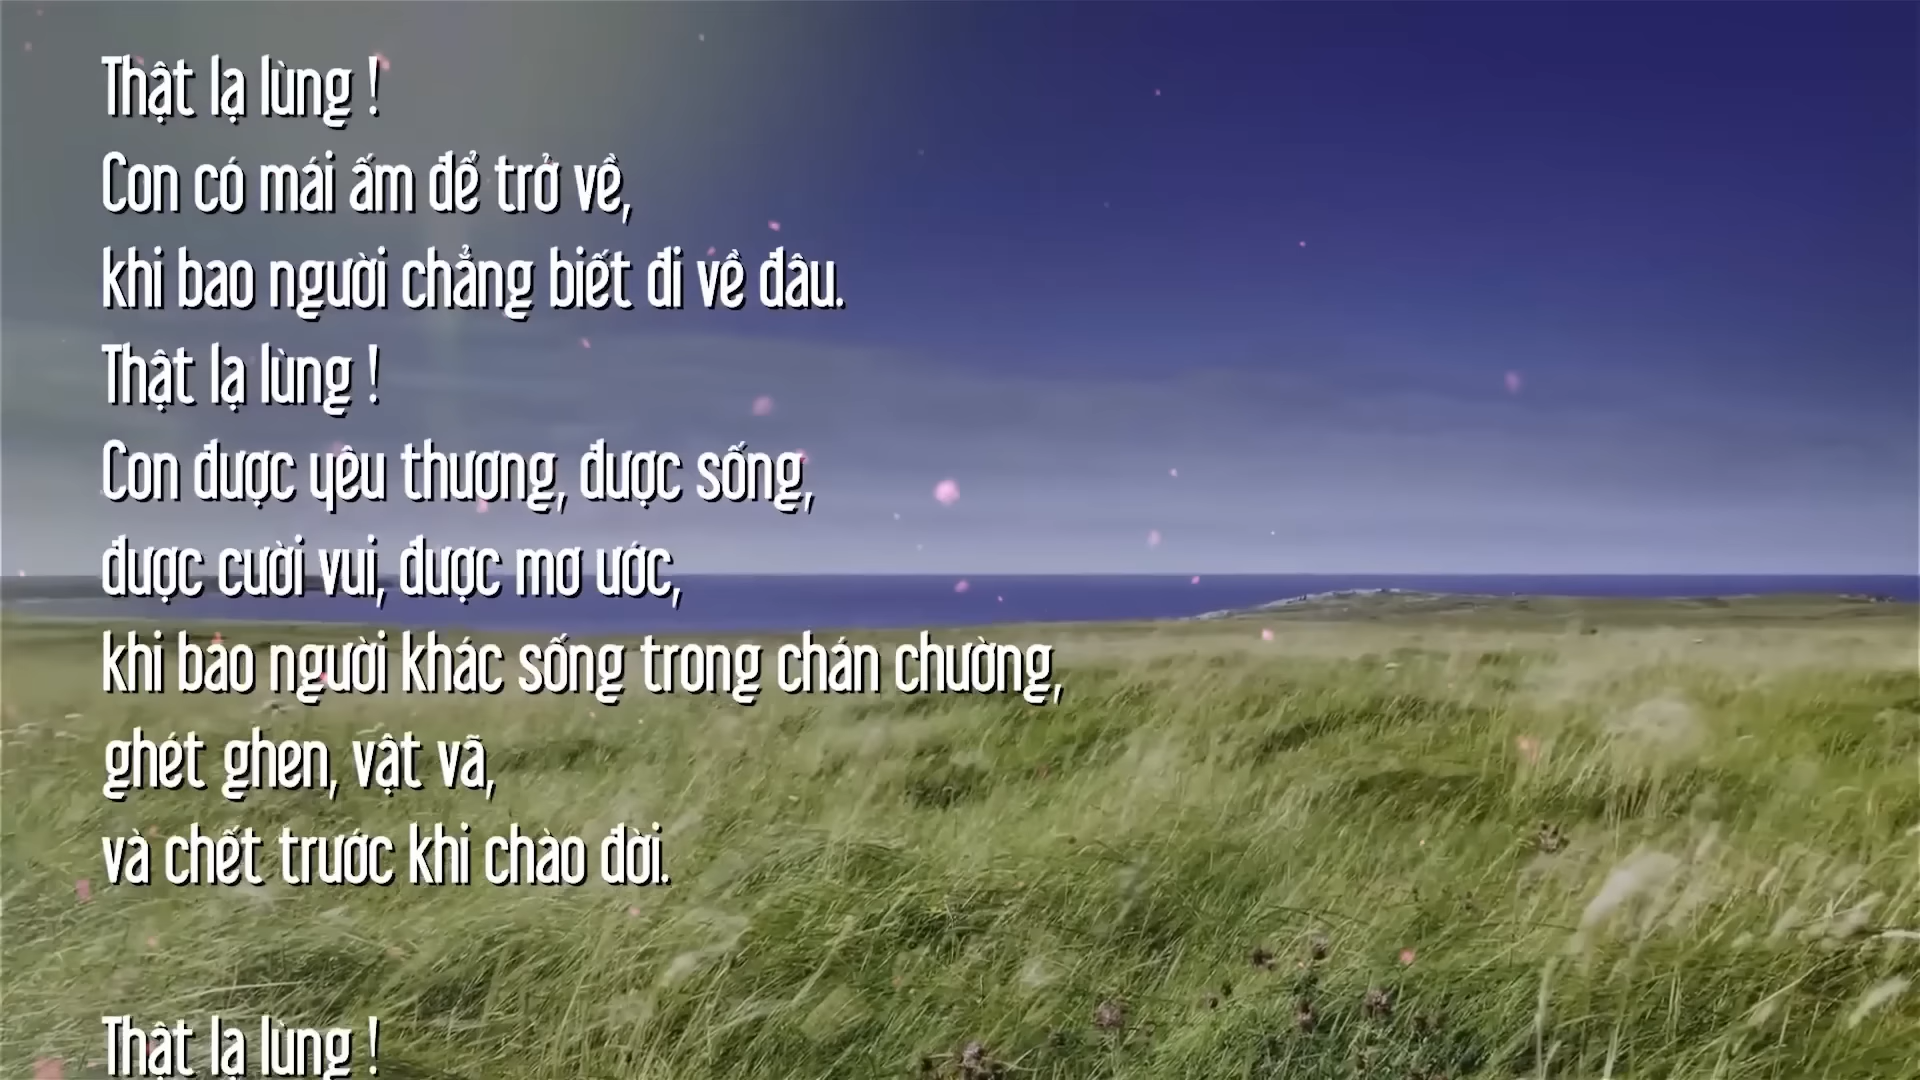 Thật lạ lùng !
Con có mái ấm để trở về,
khi bao người chẳng biết đi về đâu.
Thật lạ lùng !
Con được yêu thương, được sống,
được cười vui, được mơ ước,
khi bảo người khác sống trong chán chường,
ghét ghen, vật vã,
và chết trước khi chào đời.
Thật lạ lùng !